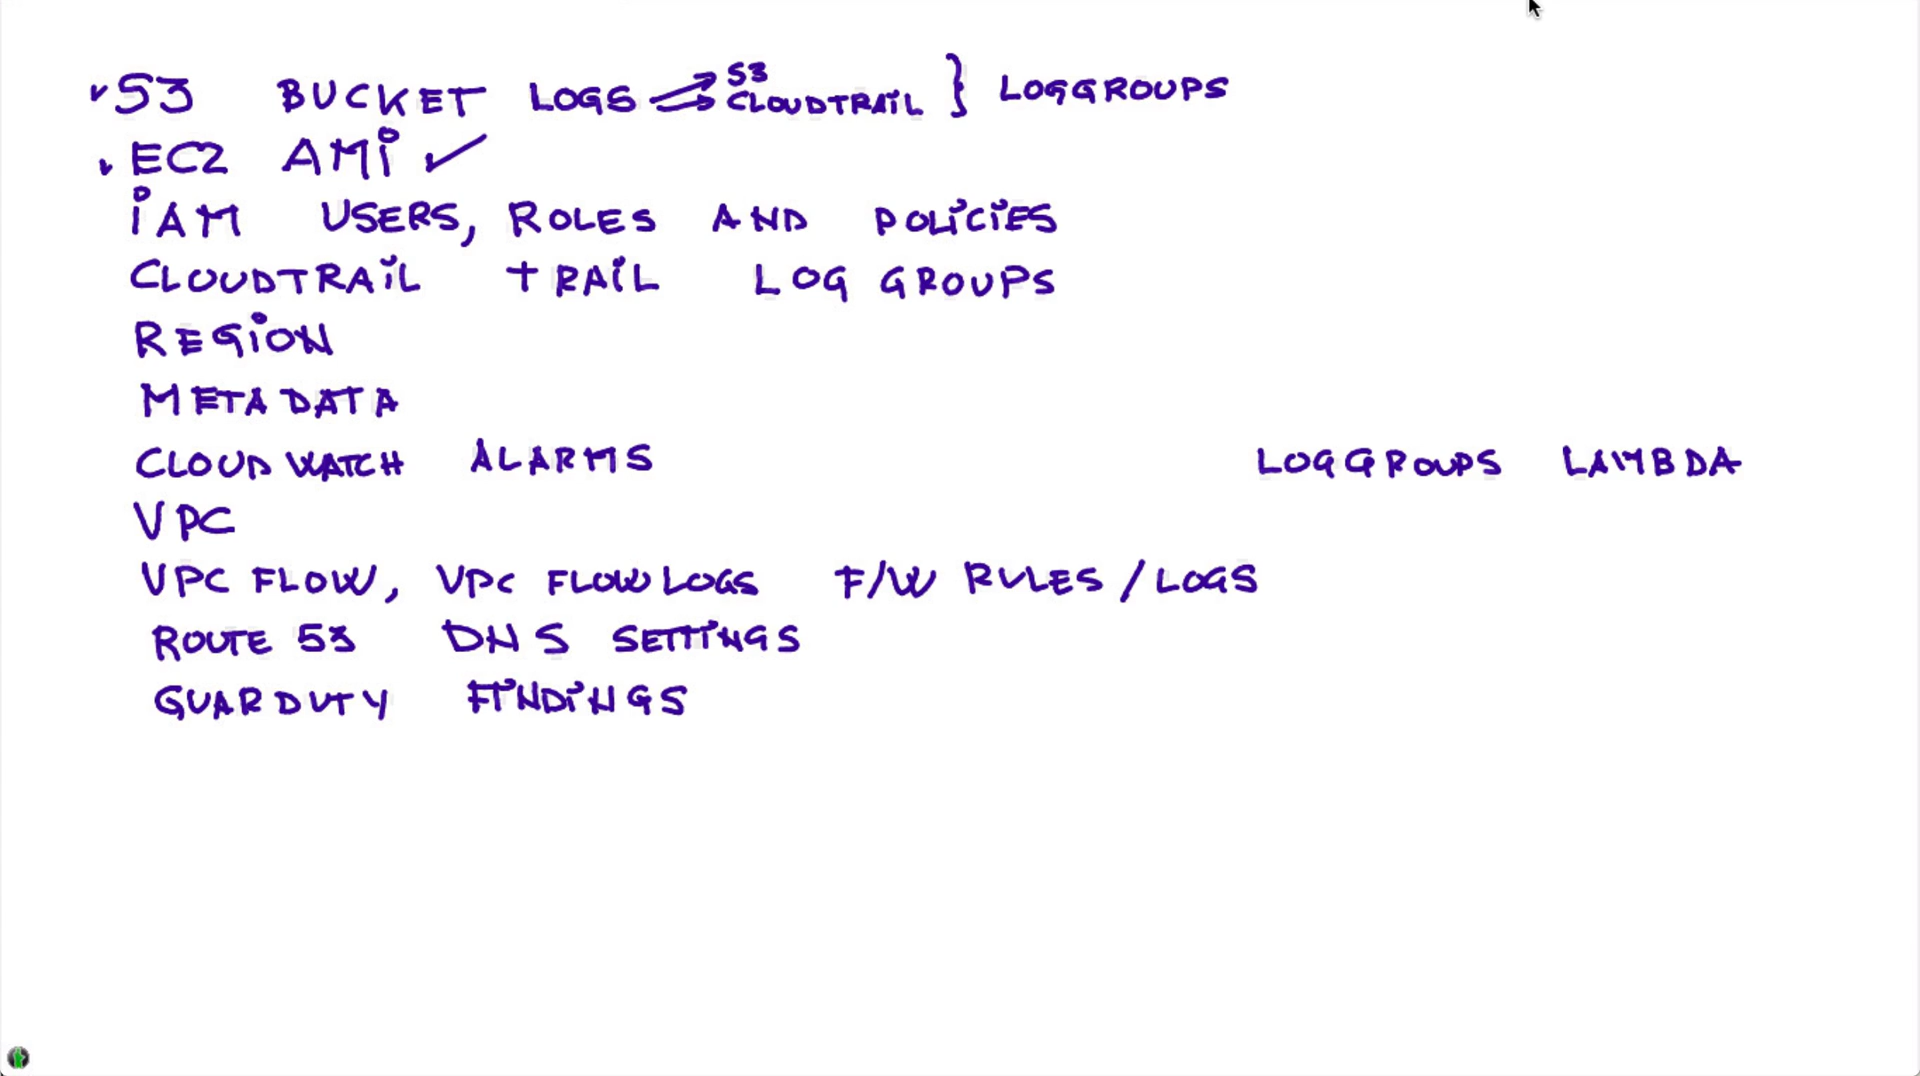 S3 BUCKET LOGS S3 CLOUDTRAIL } LOGGROUPS
EC2 AMi ✓
iAM USERS, ROLES AND POLiCiES
CLOUDTRAiL TRAiL LOG GROUPS
REGiON
METADATA
CLOUDWATCH ALARMS LOGGROUPS LAMBDA
VPC
VPC FLOW, VPC FLOWLOGS F/W RULES / LOGS
ROUTE 53 DNS SETTiNGS
GUARDUTY FiNDiNGS